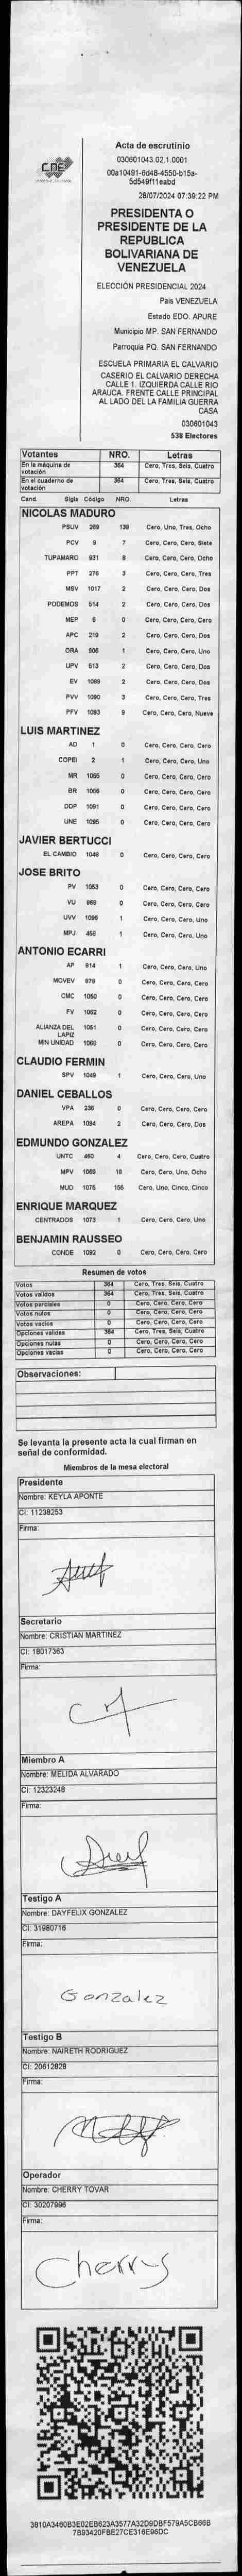 CNE
Acta de escrutinio
030601043.02.1.0001
00a10491-6d48-4550-b15a-
5d549f11eabd
28/07/2024 07:39:22 PM
PRESIDENTA O
PRESIDENTE DE LA
REPUBLICA
BOLIVARIANA DE
VENEZUELA
ELECCIÓN PRESIDENCIAL 2024
Pais VENEZUELA
Estado EDO. APURE
Municipio MP. SAN FERNANDO
Parroquia PQ. SAN FERNANDO
ESCUELA PRIMARIA EL CALVARIO
CASERIO EL CALVARIO DERECHA
CALLE 1. IZQUIERDA CALLE RIO
ARAUCA. FRENTE CALLE PRINCIPAL
AL LADO DEL LA FAMILIA GUERRA
CASA
030601043
538 Electores
Votantes NRO. Letras
En la máquina de votación 364 Cero, Tres, Seis, Cuatro
En el cuaderno de votación 364 Cero, Tres, Seis, Cuatro
Cand. Sigla Código NRO. Letras
NICOLAS MADURO
PSUV 269 139 Cero, Uno, Tres, Ocho
PCV 9 7 Cero, Cero, Cero, Siete
TUPAMARO 931 8 Cero, Cero, Cero, Ocho
PPT 276 3 Cero, Cero, Cero, Tres
MSV 1017 2 Cero, Cero, Cero, Dos
PODEMOS 514 2 Cero, Cero, Cero, Dos
MEP 6 0 Cero, Cero, Cero, Cero
APC 219 2 Cero, Cero, Cero, Dos
ORA 906 1 Cero, Cero, Cero, Uno
UPV 613 2 Cero, Cero, Cero, Dos
EV 1089 2 Cero, Cero, Cero, Dos
PVV 1090 3 Cero, Cero, Cero, Tres
PFV 1093 9 Cero, Cero, Cero, Nueve
LUIS MARTINEZ
AD 1 0 Cero, Cero, Cero, Cero
COPEI 2 1 Cero, Cero, Cero, Uno
MR 1065 0 Cero, Cero, Cero, Cero
BR 1066 0 Cero, Cero, Cero, Cero
DDP 1091 0 Cero, Cero, Cero, Cero
UNE 1095 0 Cero, Cero, Cero, Cero
JAVIER BERTUCCI
EL CAMBIO 1046 0 Cero, Cero, Cero, Cero
JOSE BRITO
PV 1053 0 Cero, Cero, Cero, Cero
VU 969 0 Cero, Cero, Cero, Cero
UVV 1096 1 Cero, Cero, Cero, Uno
MPJ 458 1 Cero, Cero, Cero, Uno
ANTONIO ECARRI
AP 914 1 Cero, Cero, Cero, Uno
MOVEV 876 0 Cero, Cero, Cero, Cero
CMC 1050 0 Cero, Cero, Cero, Cero
FV 1062 0 Cero, Cero, Cero, Cero
ALIANZA DEL LAPIZ 1051 0 Cero, Cero, Cero, Cero
MIN UNIDAD 1069 0 Cero, Cero, Cero, Cero
CLAUDIO FERMIN
SPV 1049 1 Cero, Cero, Cero, Uno
DANIEL CEBALLOS
VPA 236 0 Cero, Cero, Cero, Cero
AREPA 1094 2 Cero, Cero, Cero, Dos
EDMUNDO GONZALEZ
UNTC 460 4 Cero, Cero, Cero, Cuatro
MPV 1069 18 Cero, Cero, Uno, Ocho
MUD 1075 155 Cero, Uno, Cinco, Cinco
ENRIQUE MARQUEZ
CENTRADOS 1073 1 Cero, Cero, Cero, Uno
BENJAMIN RAUSSEO
CONDE 1092 0 Cero, Cero, Cero, Cero
Resumen de votos
Votos 364 Cero, Tres, Seis, Cuatro
Votos validos 364 Cero, Tres, Seis, Cuatro
Votos parciales 0 Cero, Cero, Cero, Cero
Votos nulos 0 Cero, Cero, Cero, Cero
Votos vacios 0 Cero, Cero, Cero, Cero
Opciones validas 364 Cero, Tres, Seis, Cuatro
Opciones nulas 0 Cero, Cero, Cero, Cero
Opciones vacias 0 Cero, Cero, Cero, Cero
Observaciones:
Se levanta la presente acta la cual firman en
señal de conformidad.
Miembros de la mesa electoral
Presidente
Nombre: KEYLA APONTE
CI: 11238253
Firma:
Secretario
Nombre: CRISTIAN MARTINEZ
CI: 18017363
Firma:
Miembro A
Nombre: MELIDA ALVARADO
CI: 12323248
Firma:
Testigo A
Nombre: DAYFELIX GONZALEZ
CI: 31980716
Firma:
Gonzalez
Testigo B
Nombre: NAIRETH RODRIGUEZ
CI: 20612828
Firma:
Operador
Nombre: CHERRY TOVAR
CI: 30207996
Firma:
Cherrys
3810A3460B3E02EB623A3577A32D9DBF579A5CB66B
7B93420FBE27CE316E96DC